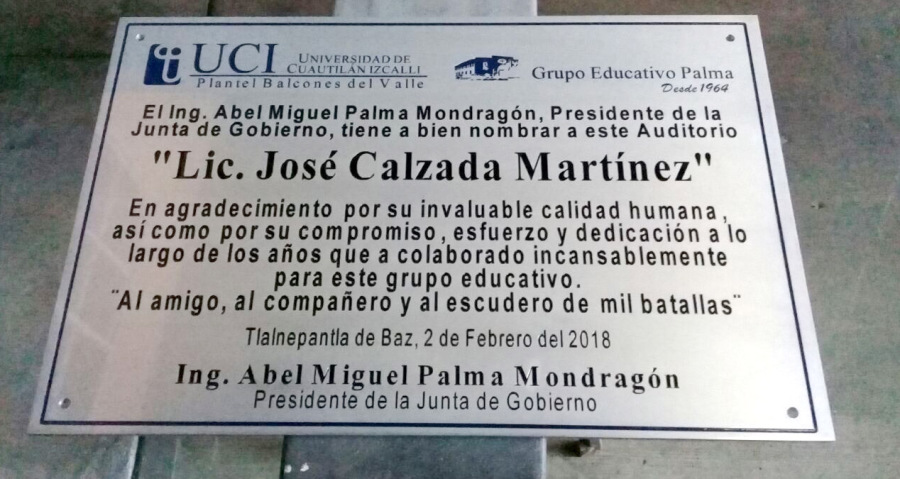 UCI UNIVERSIDAD DE
CUAUTITLÁN IZCALLI
Plantel Balcones del Valle
Grupo Educativo Palma
Desde 1964
El Ing. Abel Miguel Palma Mondragón, Presidente de la
Junta de Gobierno, tiene a bien nombrar a este Auditorio
"Lic. José Calzada Martínez"
En agradecimiento por su invaluable calidad humana,
así como por su compromiso, esfuerzo y dedicación a lo
largo de los años que a colaborado incansablemente
para este grupo educativo.
¨Al amigo, al compañero y al escudero de mil batallas¨
Tlalnepantla de Baz, 2 de Febrero del 2018
Ing. Abel Miguel Palma Mondragón
Presidente de la Junta de Gobierno